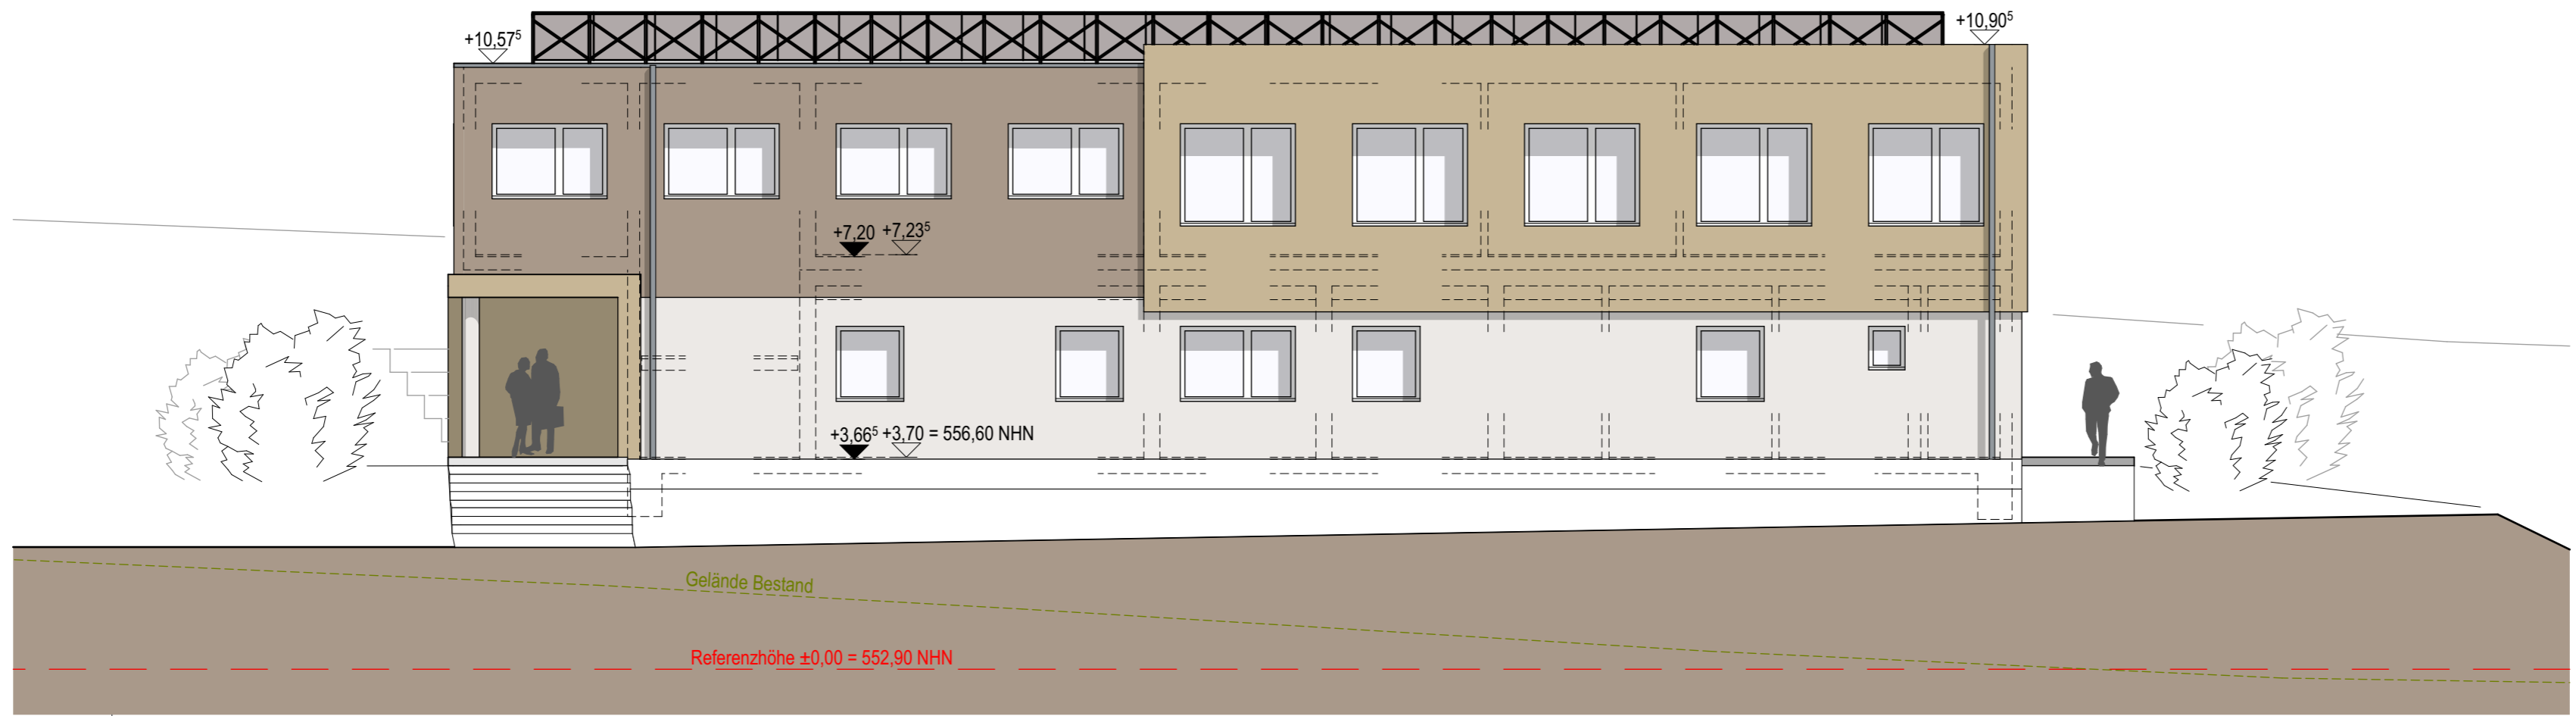 +10,57⁵
+10,90⁵
+7,20 +7,23⁵
+3,66⁵ +3,70 = 556,60 NHN
Gelände Bestand
Referenzhöhe ±0,00 = 552,90 NHN